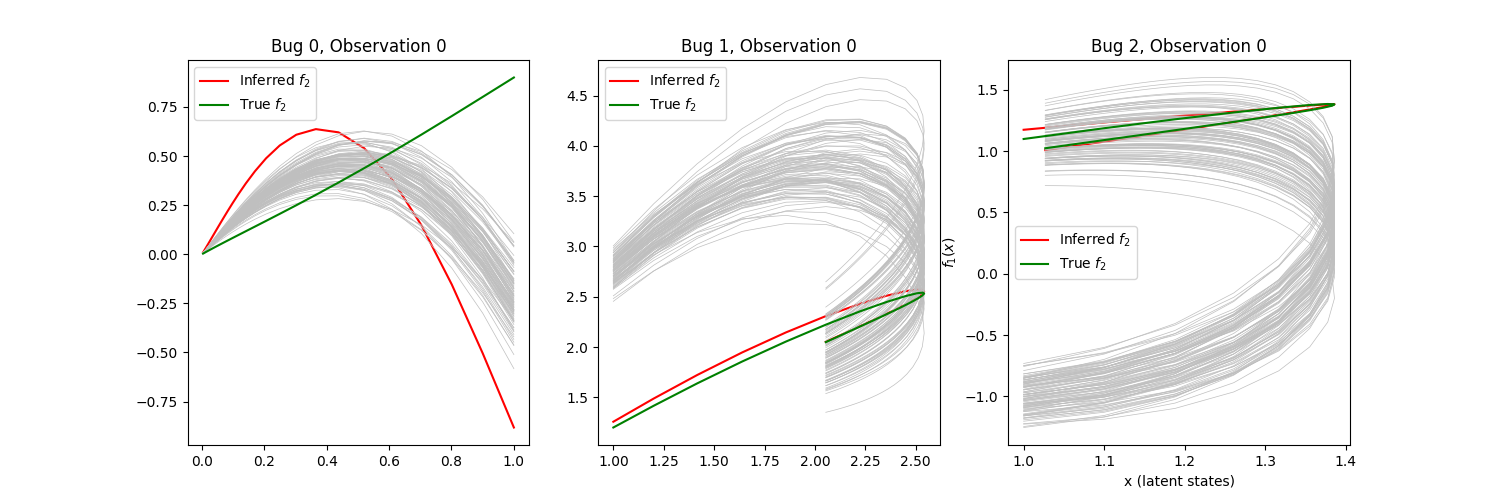 Bug 0, Observation 0
Inferred f₂
True f₂
0.75
0.50
0.25
0.00
−0.25
−0.50
−0.75
0.0 0.2 0.4 0.6 0.8 1.0
Bug 1, Observation 0
Inferred f₂
True f₂
4.5
4.0
3.5
3.0
2.5
2.0
1.5
1.00 1.25 1.50 1.75 2.00 2.25 2.50
Bug 2, Observation 0
f₁(x)
1.5
1.0
0.5
0.0
−0.5
−1.0
Inferred f₂
True f₂
1.0 1.1 1.2 1.3 1.4
x (latent states)